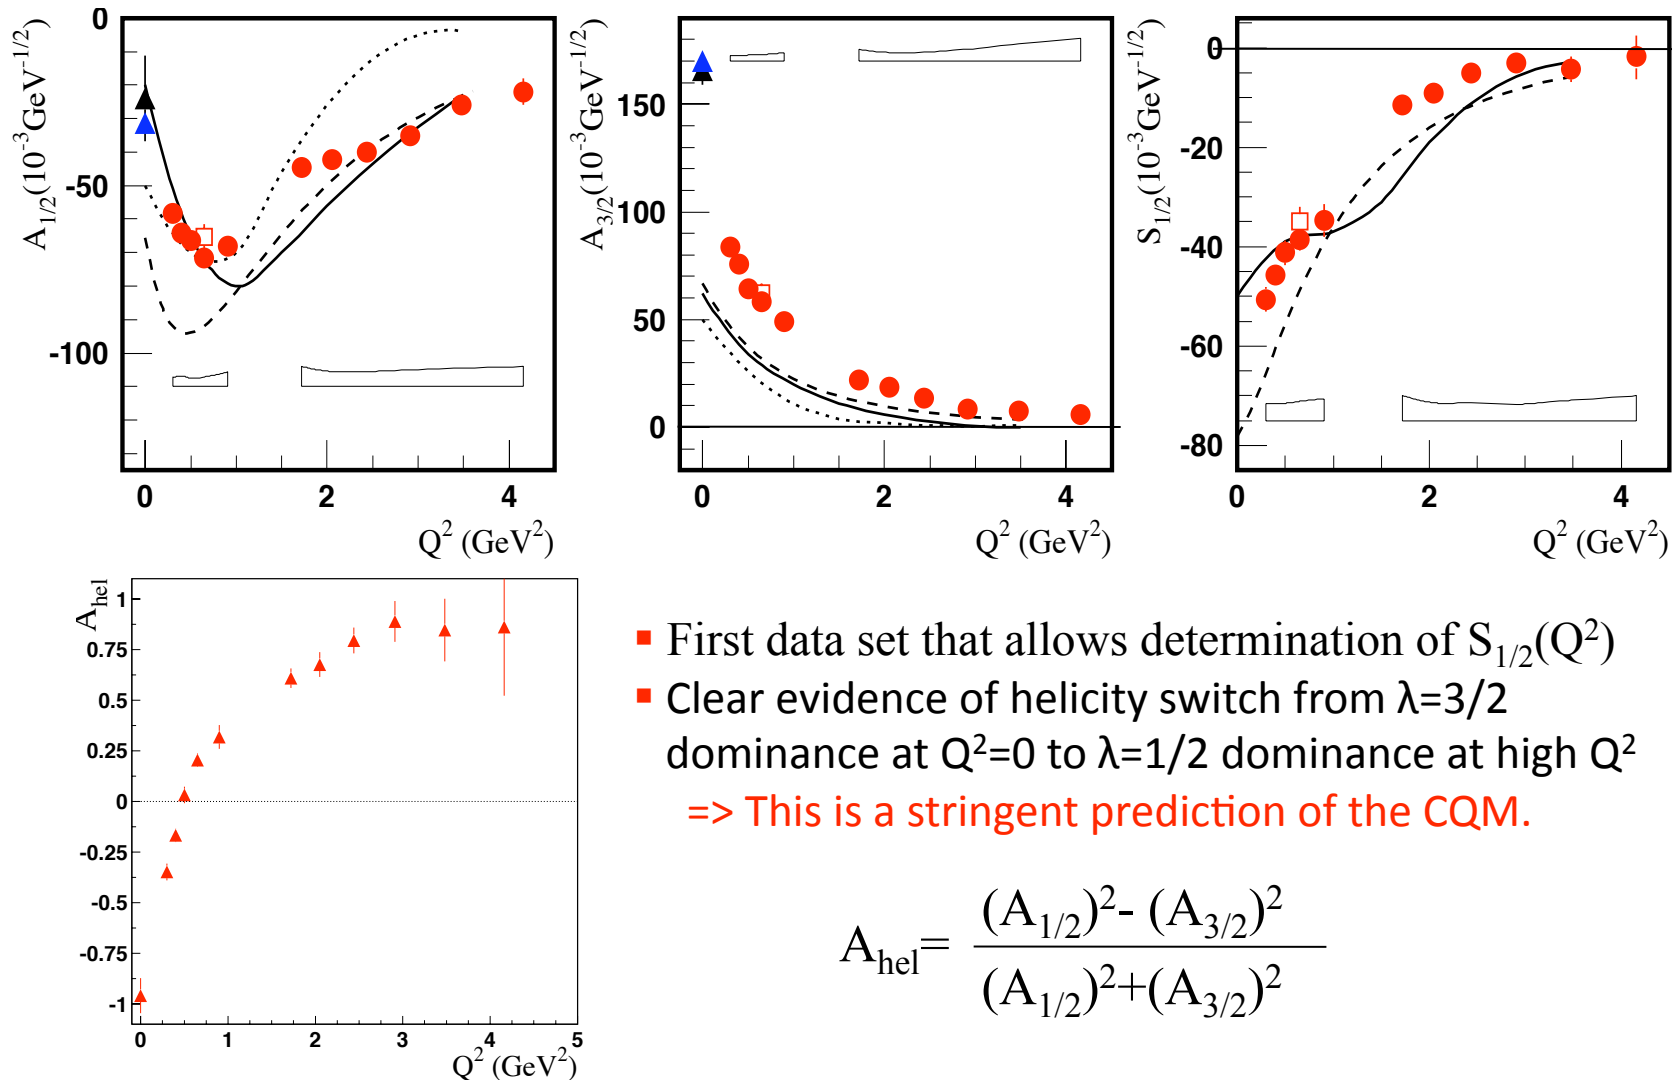 A1/2(10-3GeV-1/2)
0
-50
-100
0 2 4
Q2 (GeV2)
A3/2(10-3GeV-1/2)
150
100
50
0
0 2 4
Q2 (GeV2)
S1/2(10-3GeV-1/2)
0
-20
-40
-60
-80
0 2 4
Q2 (GeV2)
Ahel
1
0.75
0.5
0.25
0
-0.25
-0.5
-0.75
-1
0 1 2 3 4 5
Q2 (GeV2)
▪ First data set that allows determination of S1/2(Q2)
▪ Clear evidence of helicity switch from λ=3/2
dominance at Q2=0 to λ=1/2 dominance at high Q2
=> This is a stringent prediction of the CQM.
(A1/2)2- (A3/2)2
Ahel=
(A1/2)2+(A3/2)2